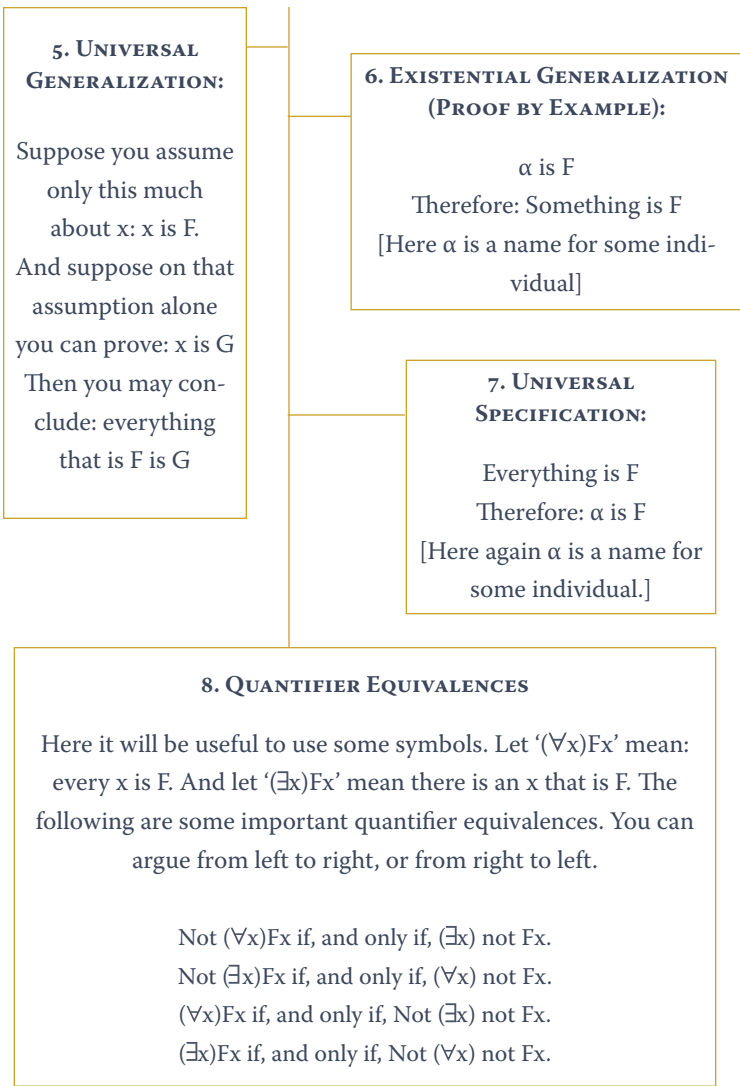 5. Universal
Generalization:
Suppose you assume
only this much
about x: x is F.
And suppose on that
assumption alone
you can prove: x is G
Then you may con-
clude: everything
that is F is G
6. Existential Generalization
(Proof by Example):
α is F
Therefore: Something is F
[Here α is a name for some indi-
vidual]
7. Universal
Specification:
Everything is F
Therefore: α is F
[Here again α is a name for
some individual.]
8. Quantifier Equivalences
Here it will be useful to use some symbols. Let ‘(∀x)Fx’ mean:
every x is F. And let ‘(∃x)Fx’ mean there is an x that is F. The
following are some important quantifier equivalences. You can
argue from left to right, or from right to left.
Not (∀x)Fx if, and only if, (∃x) not Fx.
Not (∃x)Fx if, and only if, (∀x) not Fx.
(∀x)Fx if, and only if, Not (∃x) not Fx.
(∃x)Fx if, and only if, Not (∀x) not Fx.